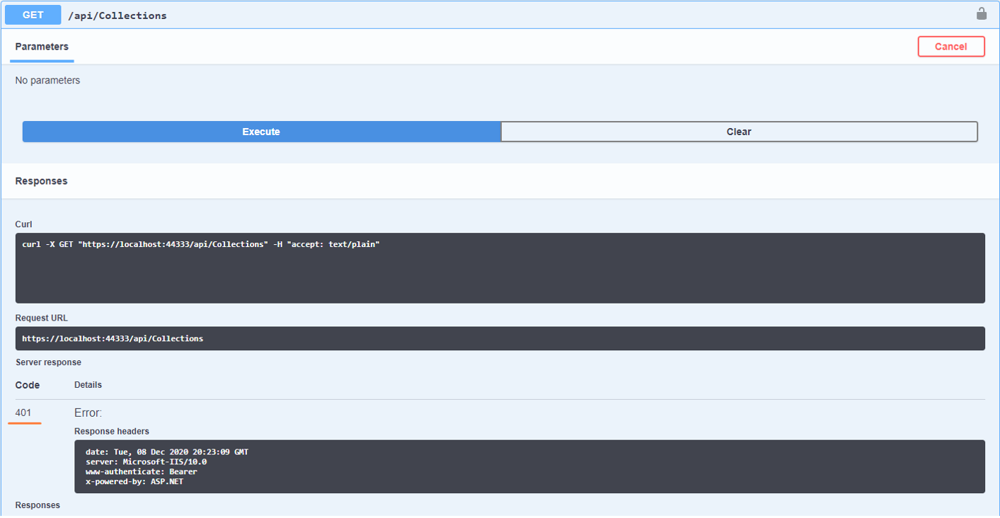 GET /api/Collections
Parameters
Cancel
No parameters
Execute
Clear
Responses
Curl
curl -X GET "https://localhost:44333/api/Collections" -H "accept: text/plain"
Request URL
https://localhost:44333/api/Collections
Server response
Code Details
401 Error:
Response headers
date: Tue, 08 Dec 2020 20:23:09 GMT
server: Microsoft-IIS/10.0
www-authenticate: Bearer
x-powered-by: ASP.NET
Responses